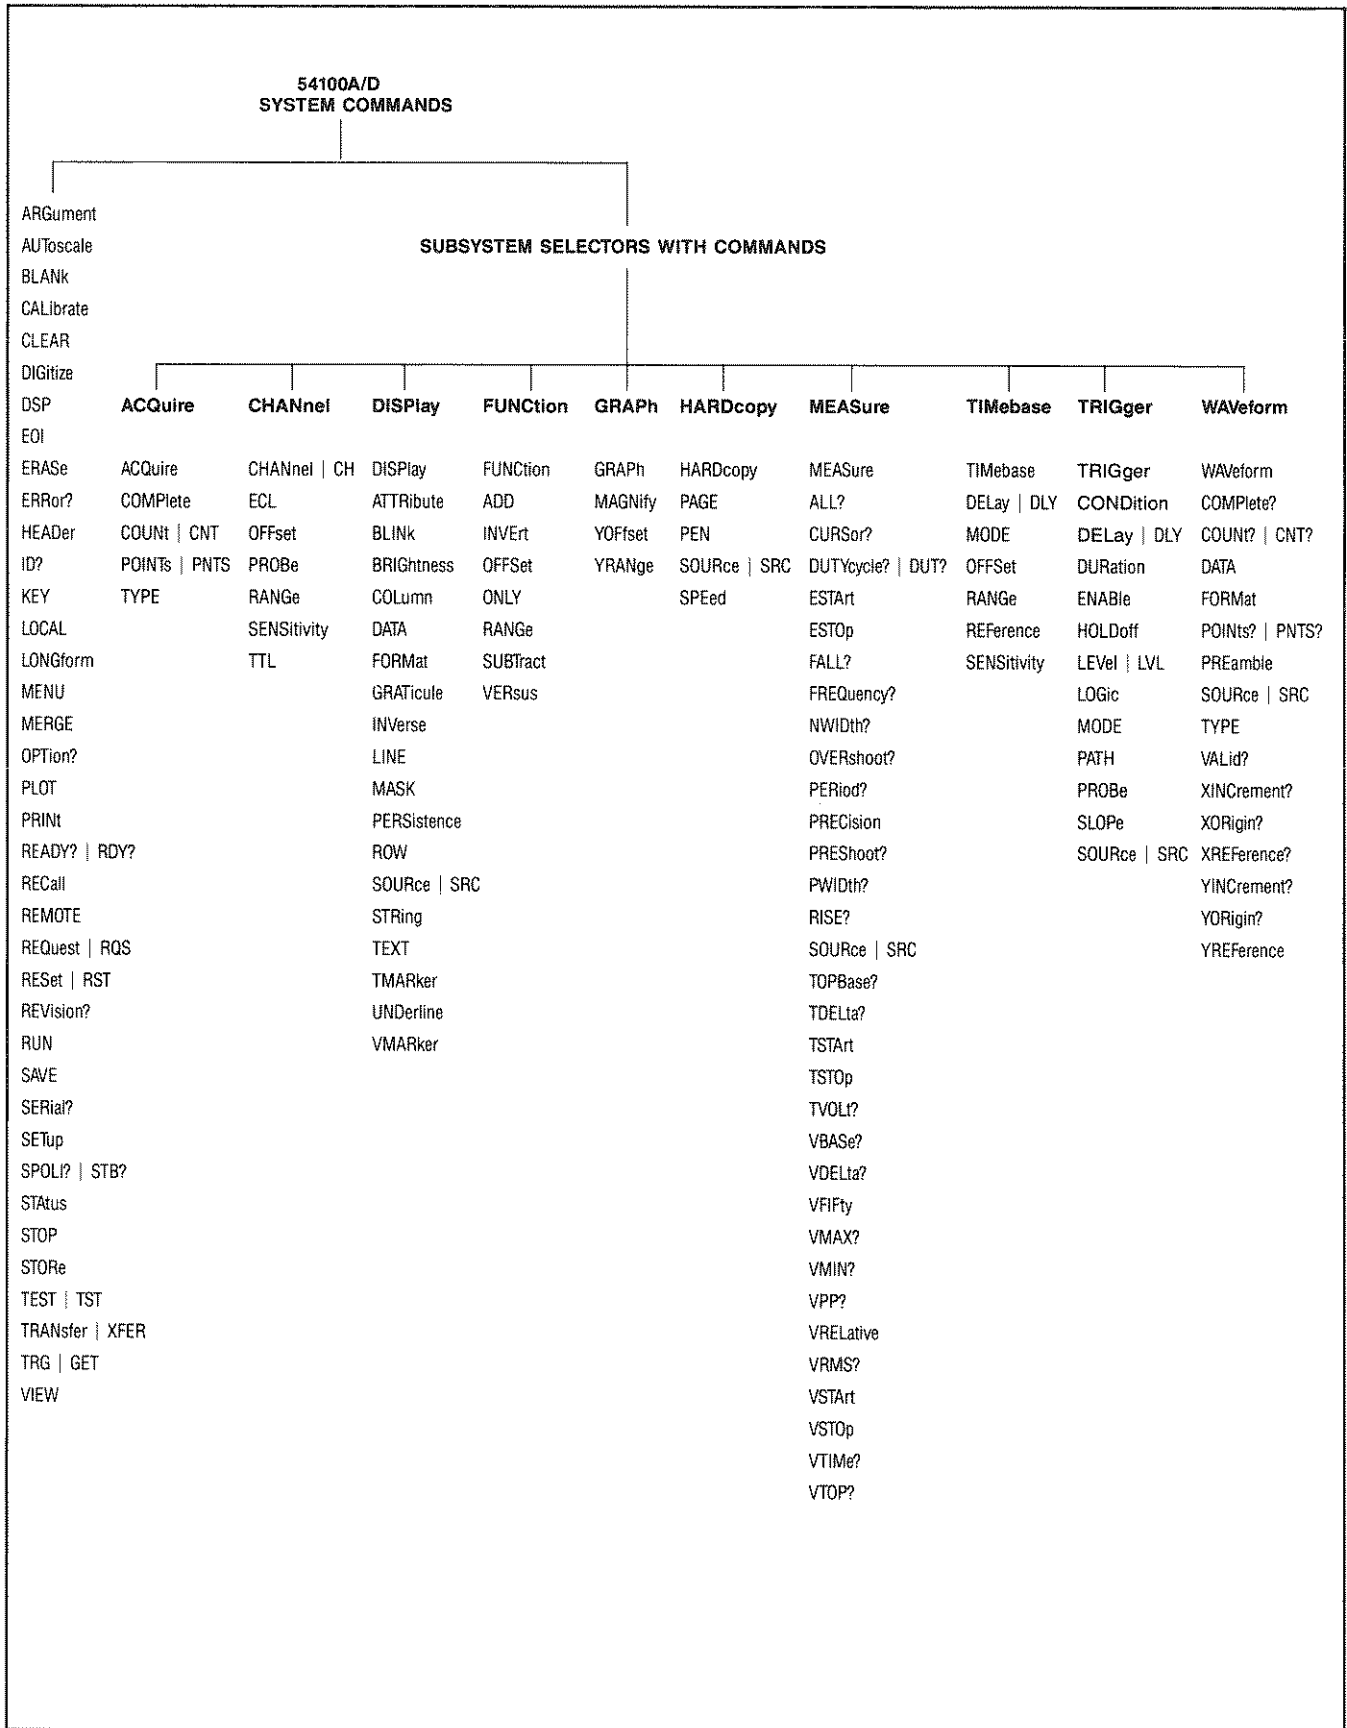 54100A/D
SYSTEM COMMANDS
ARGument
AUToscale
SUBSYSTEM SELECTORS WITH COMMANDS
BLANk
CALibrate
CLEAR
DIGitize
DSP ACQuire CHANnel DISPlay FUNCtion GRAPh HARDcopy MEASure TIMebase TRIGger WAVeform
EOI
ERASe ACQuire CHANnel | CH DISPlay FUNCtion GRAPh HARDcopy MEASure TIMebase TRIGger WAVeform
ERRor? COMPlete ECL ATTRibute ADD MAGNify PAGE ALL? DELay | DLY CONDition COMPlete?
HEADer COUNt | CNT OFFset BLINk INVErt YOFfset PEN CURSor? MODE DELay | DLY COUNt? | CNT?
ID? POINTs | PNTS PROBe BRIGhtness OFFSet YRANge SOURce | SRC DUTYcycle? | DUT? OFFSet DURation DATA
KEY TYPE RANGe COLumn ONLY SPEed ESTArt RANGe ENABle FORMat
LOCAL SENSitivity DATA RANGe ESTOp REFerence HOLDoff POINts? | PNTS?
LONGform TTL FORMat SUBTract FALL? SENSitivity LEVel | LVL PREamble
MENU GRATicule VERsus FREQuency? LOGic SOURce | SRC
MERGE INVerse NWIDth? MODE TYPE
OPTion? LINE OVERshoot? PATH VALid?
PLOT MASK PERiod? PROBe XINCrement?
PRINt PERSistence PRECision SLOPe XORigin?
READY? | RDY? ROW PREShoot? SOURce | SRC XREFerence?
RECall SOURce | SRC PWIDth? YINCrement?
REMOTE STRing RISE? YORigin?
REQuest | RQS TEXT SOURce | SRC YREFerence
RESet | RST TMARker TOPBase?
REVision? UNDerline TDELta?
RUN VMARker TSTArt
SAVE TSTOp
SERial? TVOLt?
SETup VBASe?
SPOLl? | STB? VDELta?
STAtus VFIFty
STOP VMAX?
STORe VMIN?
TEST | TST VPP?
TRANsfer | XFER VRELative
TRG | GET VRMS?
VIEW VSTArt
VSTOp
VTIMe?
VTOP?